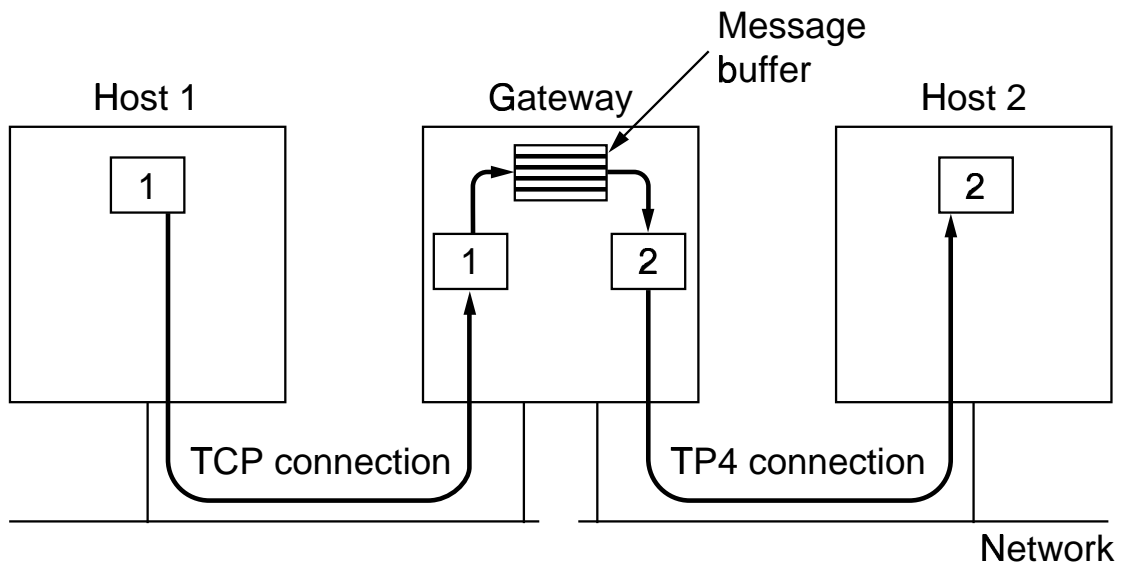 Message
buffer
Host 1
Gateway
Host 2
1
2
1
2
TCP connection
TP4 connection
Network